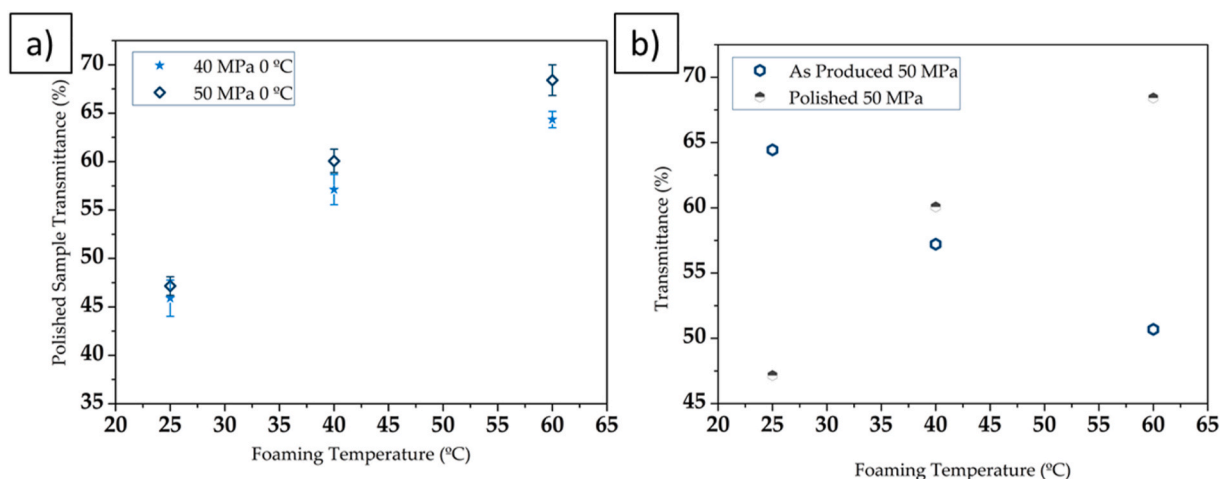 a)
40 MPa 0 ºC
50 MPa 0 ºC
Polished Sample Transmittance (%)
70
65
60
55
50
45
40
35
20 25 30 35 40 45 50 55 60 65
Foaming Temperature (ºC)
b)
As Produced 50 MPa
Polished 50 MPa
Transmittance (%)
70
65
60
55
50
45
20 25 30 35 40 45 50 55 60 65
Foaming Temperature (ºC)